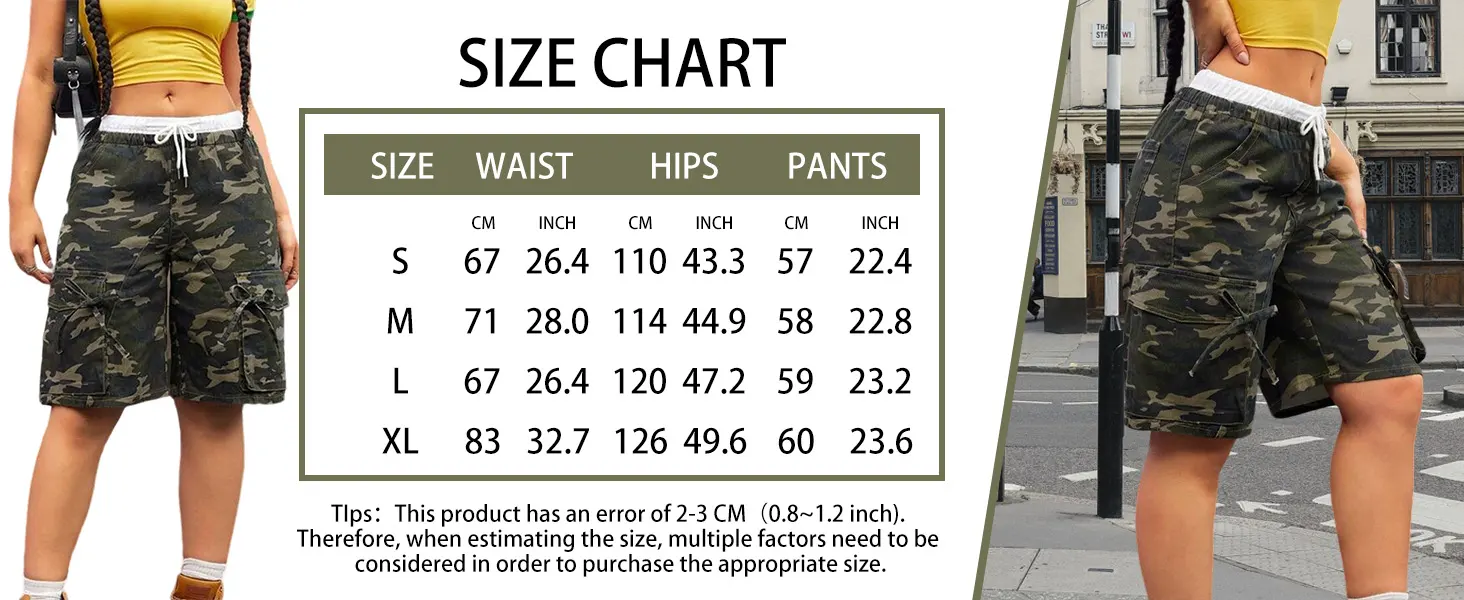 SIZE CHART
SIZE WAIST HIPS PANTS
CM INCH CM INCH CM INCH
S 67 26.4 110 43.3 57 22.4
M 71 28.0 114 44.9 58 22.8
L 67 26.4 120 47.2 59 23.2
XL 83 32.7 126 49.6 60 23.6
TIps： This product has an error of 2-3 CM（0.8~1.2 inch).
Therefore, when estimating the size, multiple factors need to be
considered in order to purchase the appropriate size.